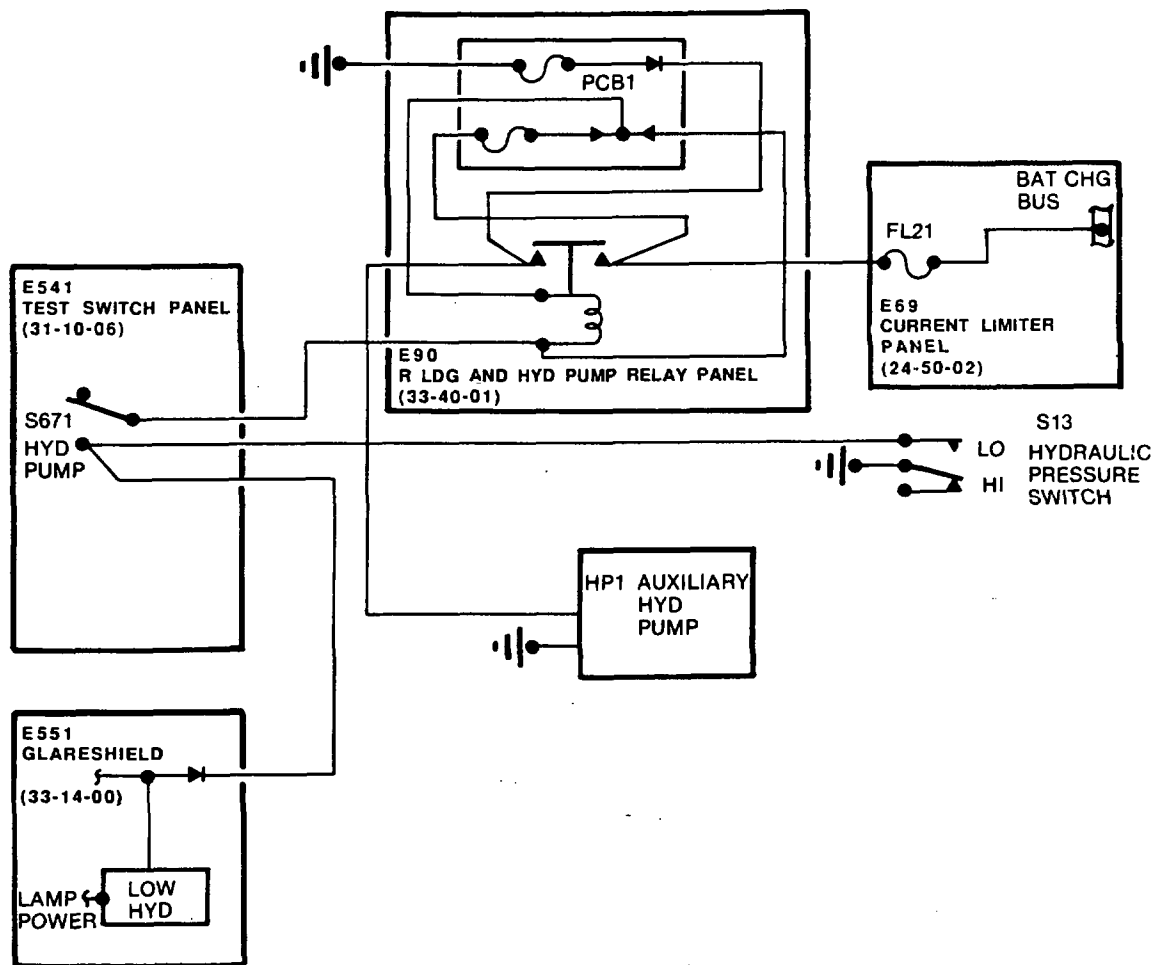 PCB1
BAT CHG
BUS
FL21
E541
TEST SWITCH PANEL
(31-10-06)
E69
CURRENT LIMITER
PANEL
(24-50-02)
E90
R LDG AND HYD PUMP RELAY PANEL
(33-40-01)
S671
HYD
PUMP
S13
LO
HI
HYDRAULIC
PRESSURE
SWITCH
HP1 AUXILIARY
HYD
PUMP
E551
GLARESHIELD
(33-14-00)
LAMP
POWER
LOW
HYD